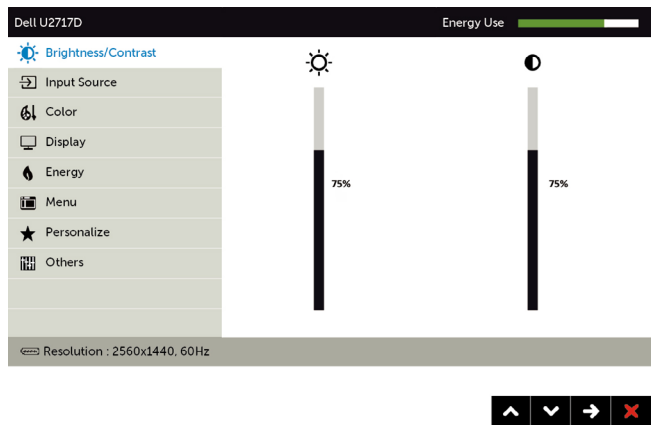 Dell U2717D
Energy Use
Brightness/Contrast
Input Source
Color
Display
Energy
Menu
Personalize
Others
75%
75%
Resolution : 2560x1440, 60Hz